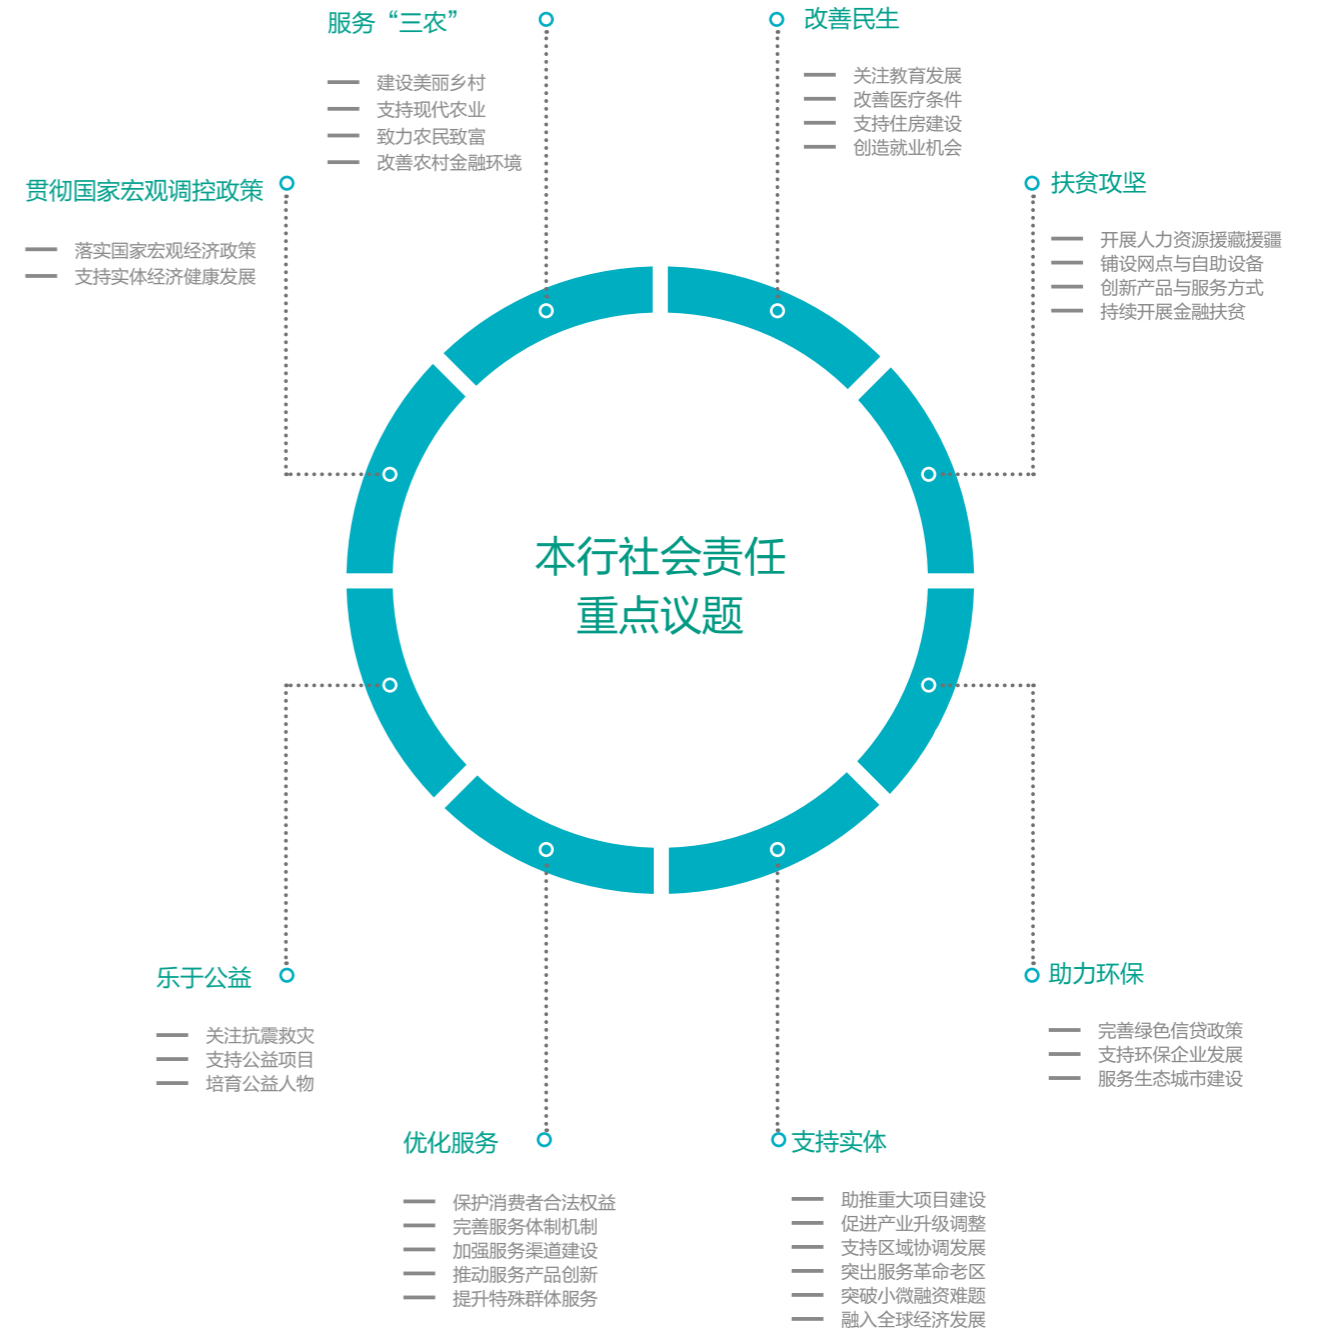 服务“三农”
建设美丽乡村
支持现代农业
致力农民致富
改善农村金融环境
改善民生
关注教育发展
改善医疗条件
支持住房建设
创造就业机会
贯彻国家宏观调控政策
落实国家宏观经济政策
支持实体经济健康发展
扶贫攻坚
开展人力资源援藏援疆
铺设网点与自助设备
创新产品与服务方式
持续开展金融扶贫
本行社会责任
重点议题
乐于公益
关注抗震救灾
支持公益项目
培育公益人物
助力环保
完善绿色信贷政策
支持环保企业发展
服务生态城市建设
优化服务
保护消费者合法权益
完善服务体制机制
加强服务渠道建设
推动服务产品创新
提升特殊群体服务
支持实体
助推重大项目建设
促进产业升级调整
支持区域协调发展
突出服务革命老区
突破小微融资难题
融入全球经济发展